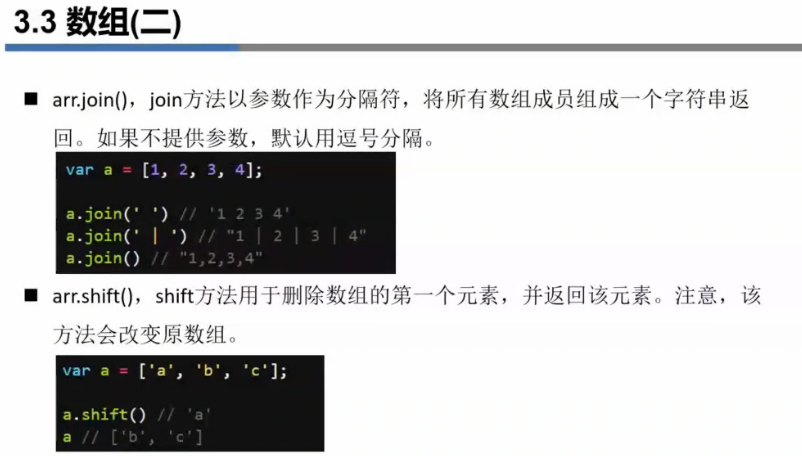 3.3 数组(二)
■ arr.join()，join方法以参数作为分隔符，将所有数组成员组成一个字符串返
回。如果不提供参数，默认用逗号分隔。
var a = [1, 2, 3, 4];
a.join(' ') // '1 2 3 4'
a.join(' | ') // "1 | 2 | 3 | 4"
a.join() // "1,2,3,4"
■ arr.shift()，shift方法用于删除数组的第一个元素，并返回该元素。注意，该
方法会改变原数组。
var a = ['a', 'b', 'c'];
a.shift() // 'a'
a // ['b', 'c']